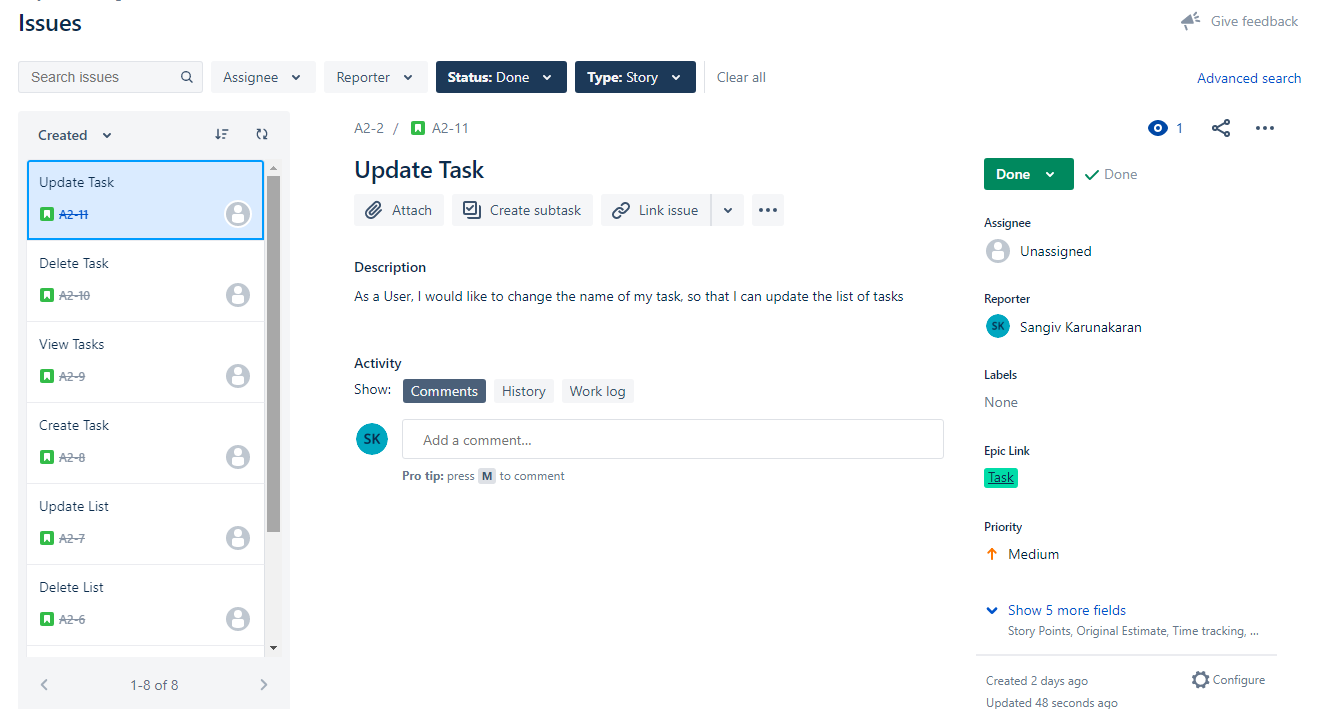 Issues
Give feedback
Search issues
Assignee
Reporter
Status: Done
Type: Story
Clear all
Advanced search
Created
Update Task
A2-11
Delete Task
A2-10
View Tasks
A2-9
Create Task
A2-8
Update List
A2-7
Delete List
A2-6
1-8 of 8
A2-2 / A2-11
1
Update Task
Attach
Create subtask
Link issue
Description
As a User, I would like to change the name of my task, so that I can update the list of tasks
Activity
Show: Comments History Work log
SK
Add a comment...
Pro tip: press M to comment
Done
Done
Assignee
Unassigned
Reporter
SK Sangiv Karunakaran
Labels
None
Epic Link
Task
Priority
Medium
Show 5 more fields
Story Points, Original Estimate, Time tracking, ...
Created 2 days ago
Configure
Updated 48 seconds ago